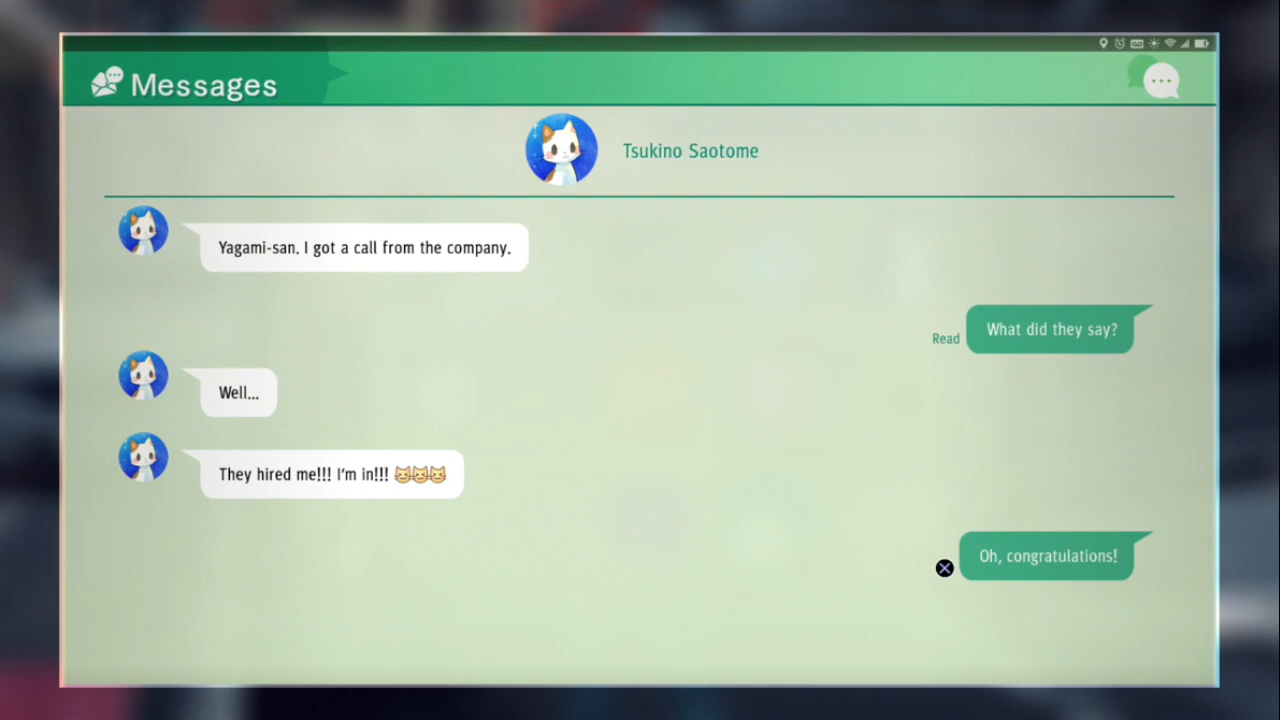 Messages
Tsukino Saotome
Yagami-san. I got a call from the company.
What did they say?
Read
Well...
They hired me!!! I'm in!!! 😼😼😼
Oh, congratulations!